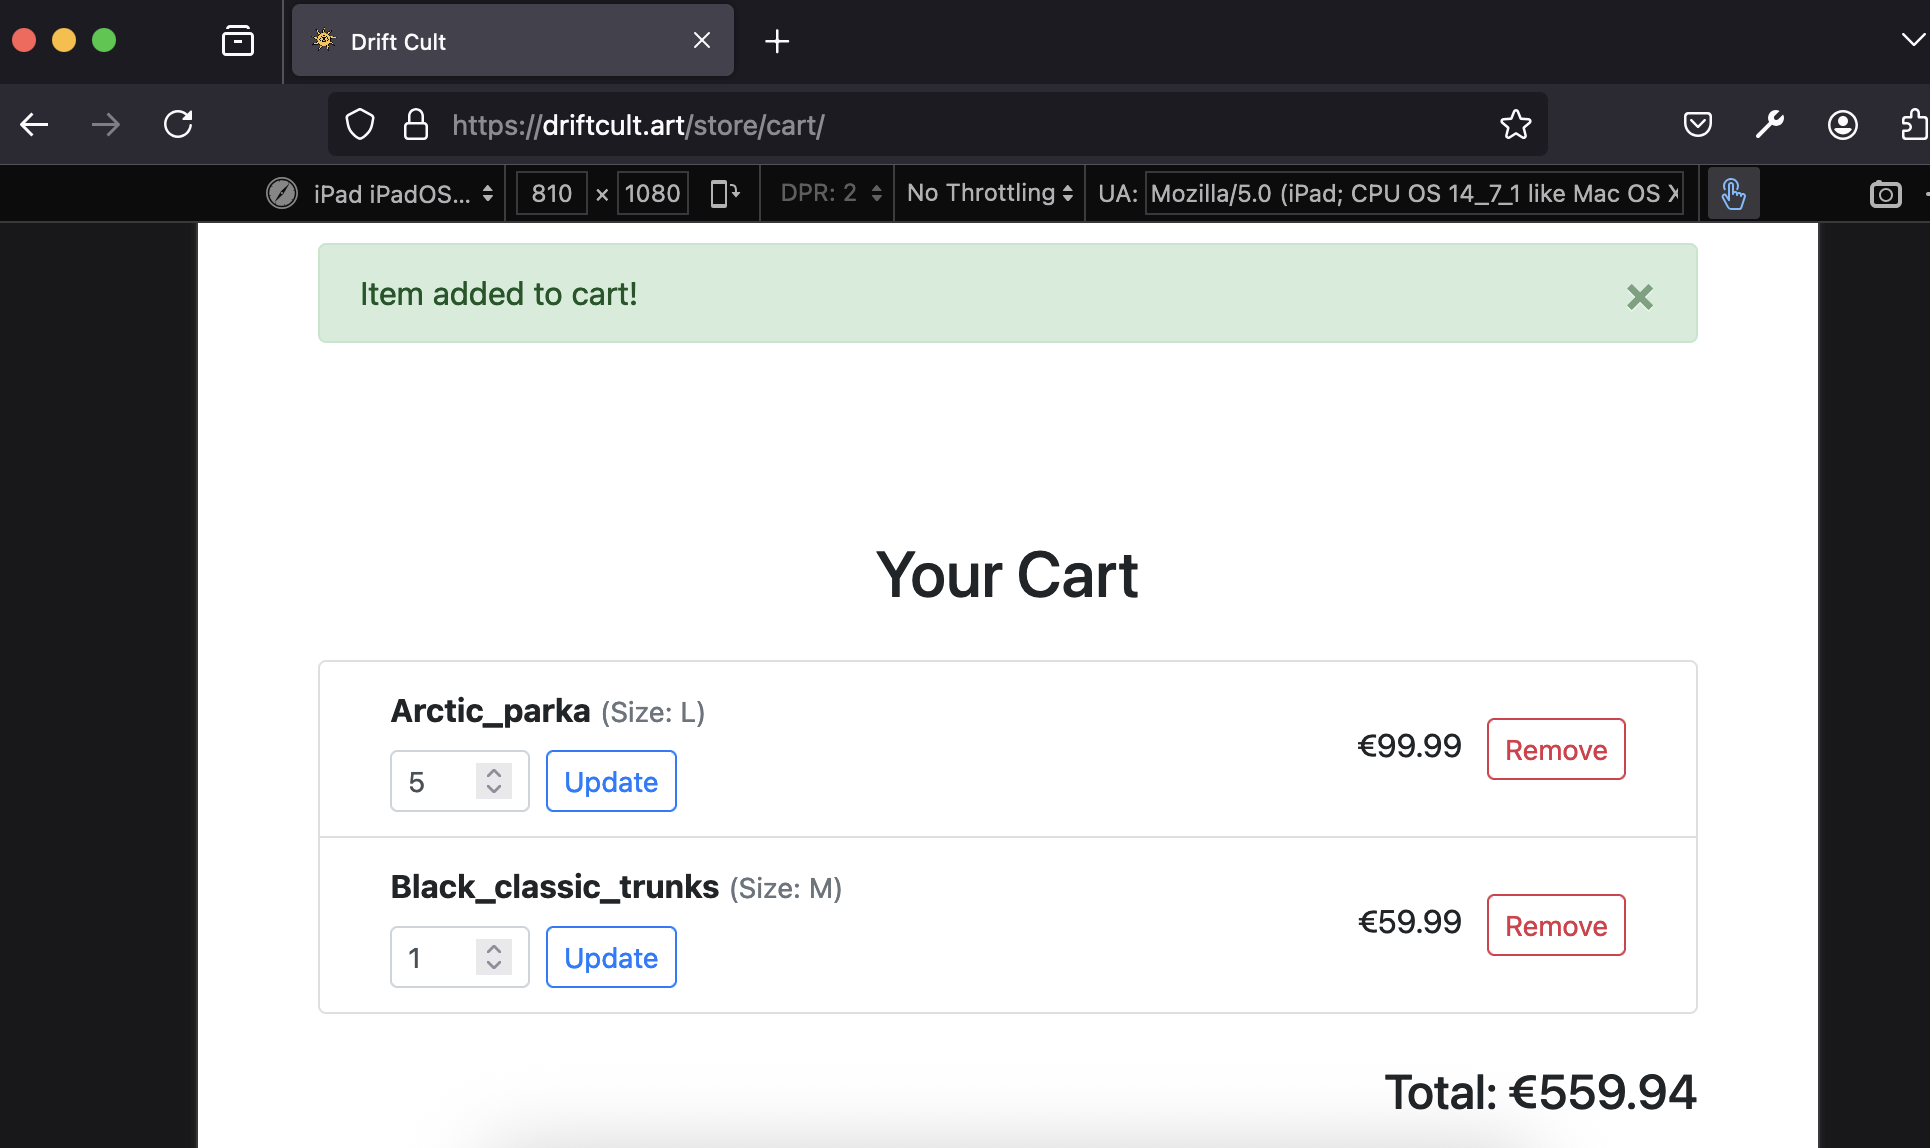 Drift Cult
https://driftcult.art/store/cart/
iPad iPadOS... 810 × 1080 DPR: 2 No Throttling UA: Mozilla/5.0 (iPad; CPU OS 14_7_1 like Mac OS X
Item added to cart!
Your Cart
Arctic_parka (Size: L)
€99.99 Remove
5 Update
Black_classic_trunks (Size: M)
€59.99 Remove
1 Update
Total: €559.94